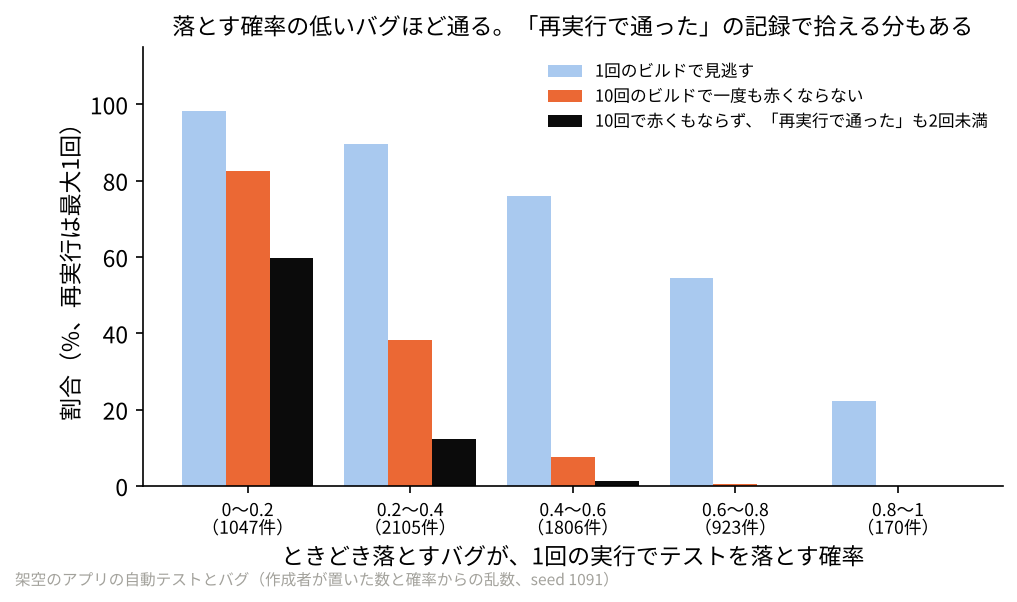 落とす確率の低いバグほど通る。「再実行で通った」の記録で拾える分もある
1回のビルドで見逃す
10回のビルドで一度も赤くならない
10回で赤くもならず、「再実行で通った」も2回未満
割合（%、再実行は最大1回）
100
80
60
40
20
0
0〜0.2
（1047件）
0.2〜0.4
（2105件）
0.4〜0.6
（1806件）
0.6〜0.8
（923件）
0.8〜1
（170件）
ときどき落とすバグが、1回の実行でテストを落とす確率
架空のアプリの自動テストとバグ（作成者が置いた数と確率からの乱数、seed 1091）